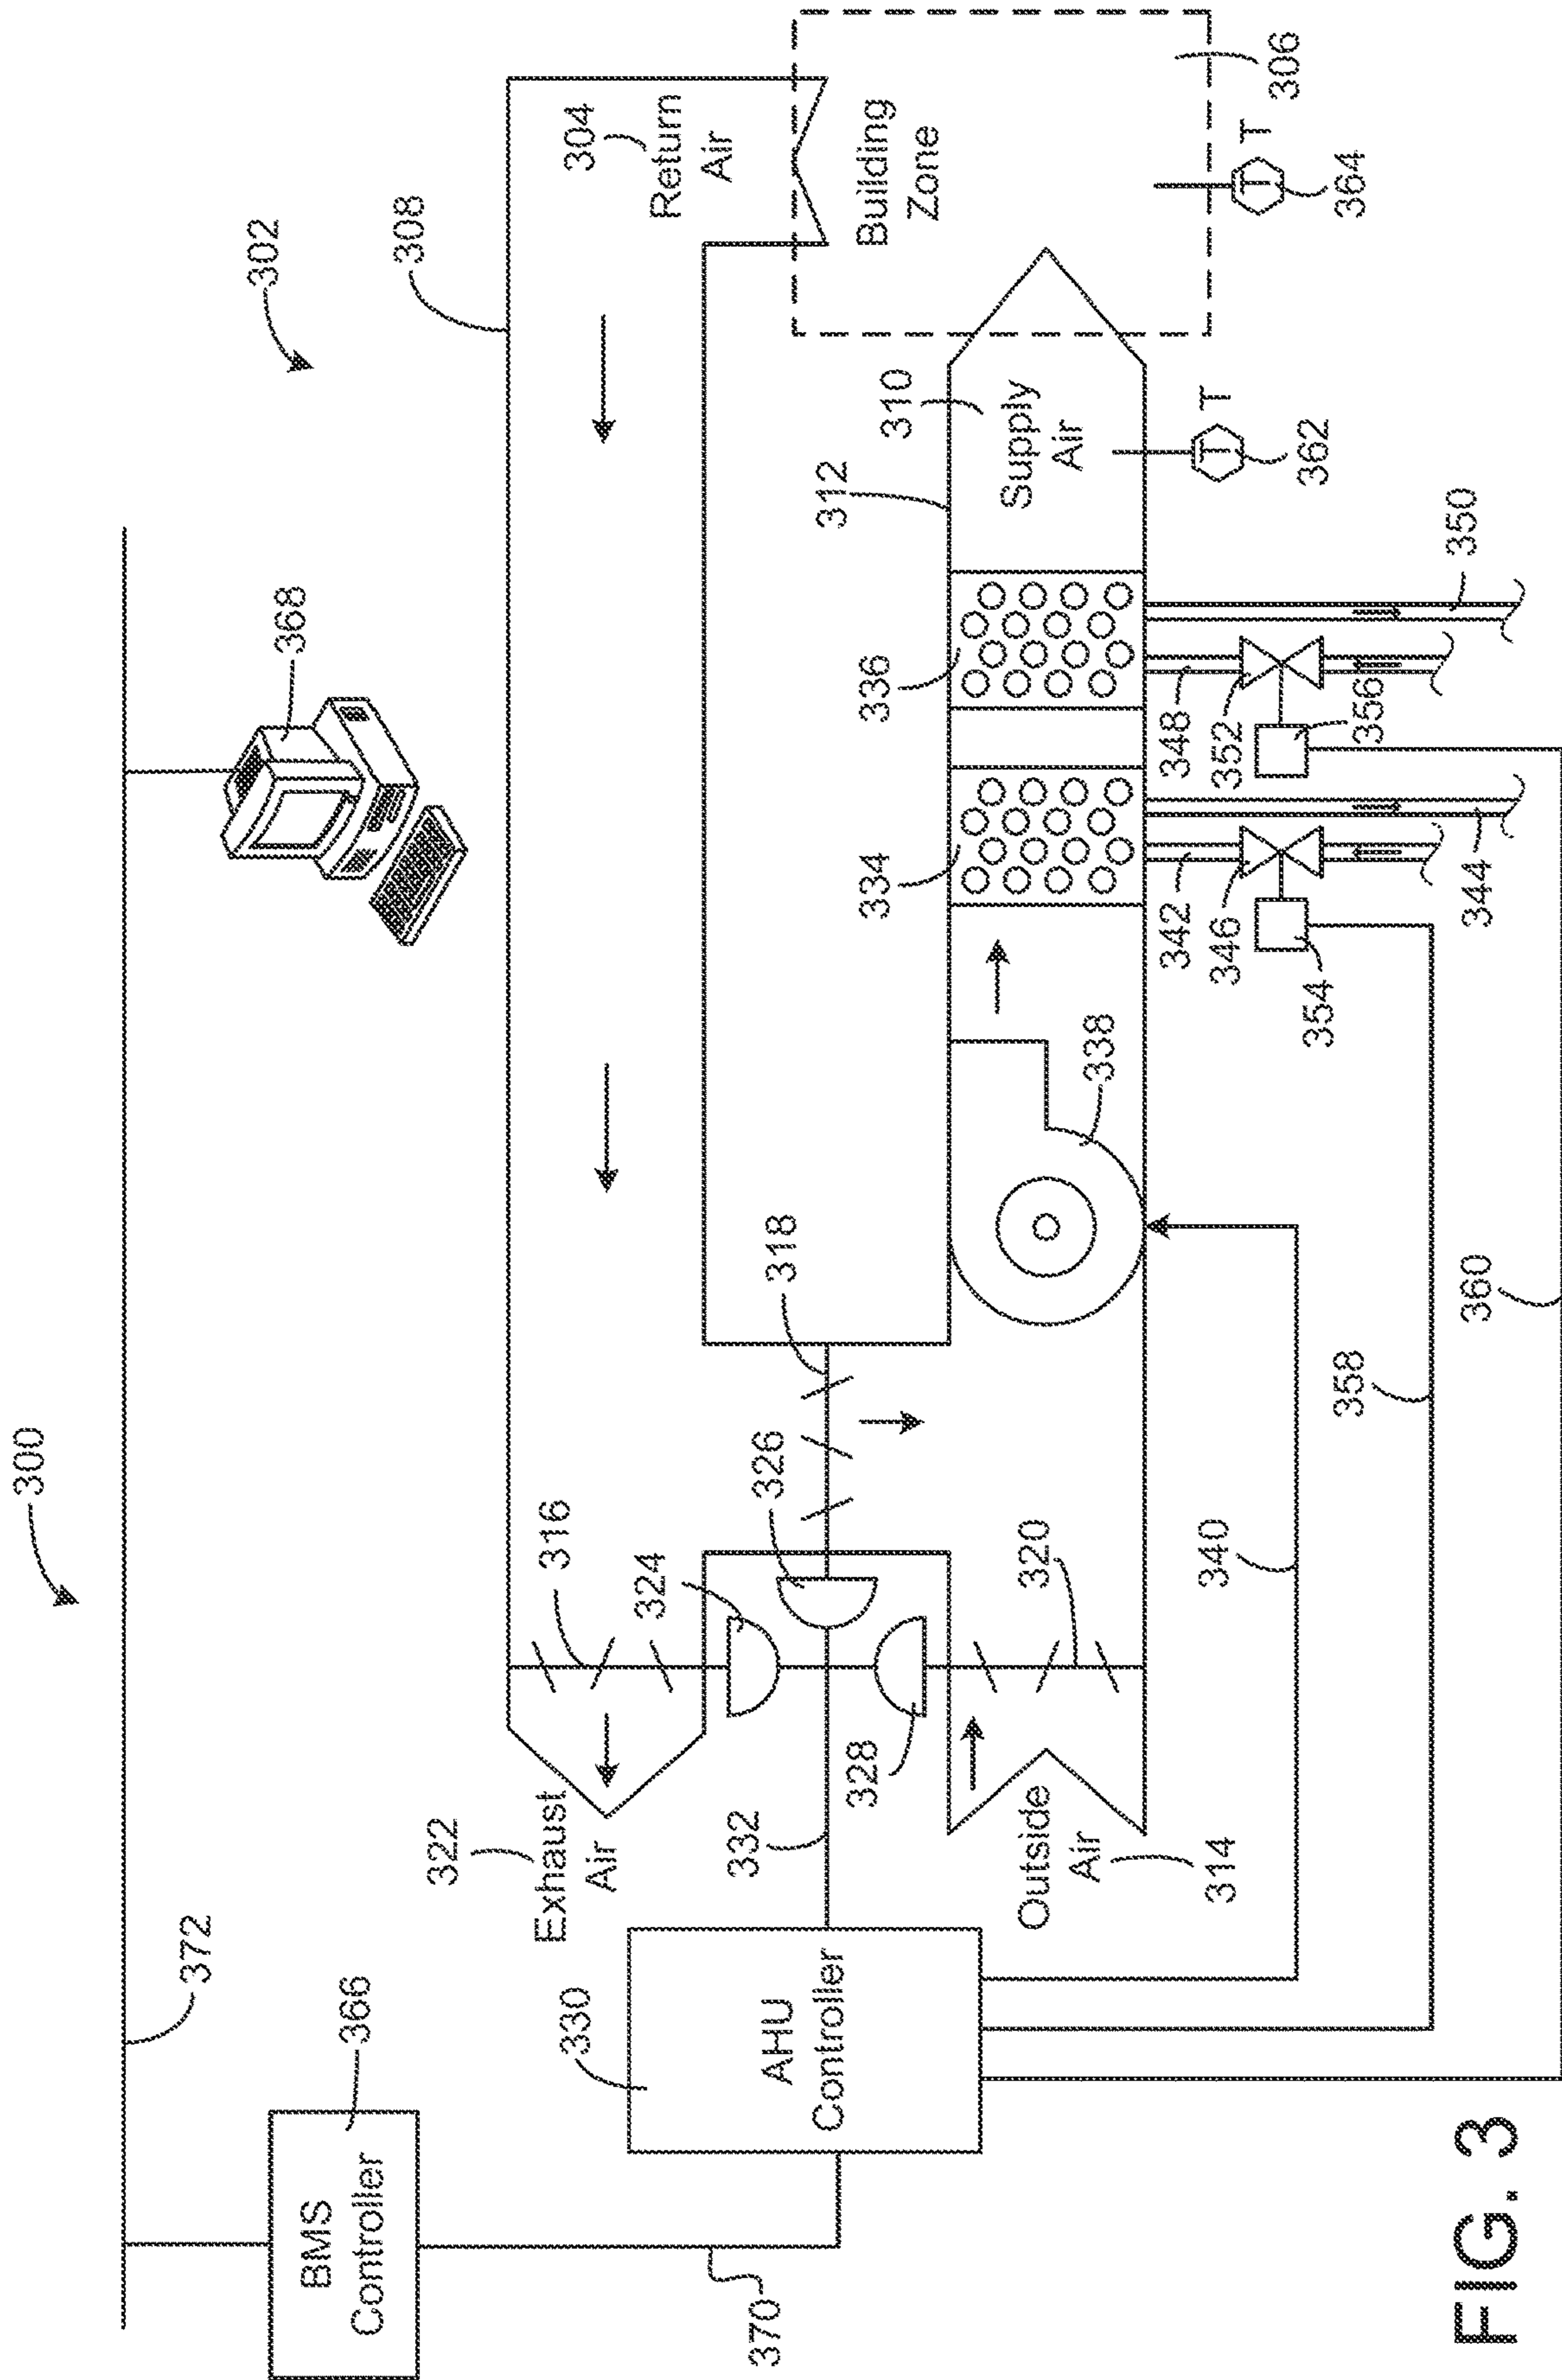 300
302
372
368
308
366
BMS
Controller
370
330
AHU
Controller
322
Exhaust
Air
332
316
324
326
318
328
320
Outside
Air
314
304
Return
Air
Building
Zone
306
310
Supply
Air
312
336
334
338
T
T
362
T
T
364
342
346
354
344
348
352
356
350
340
358
360
FIG. 3